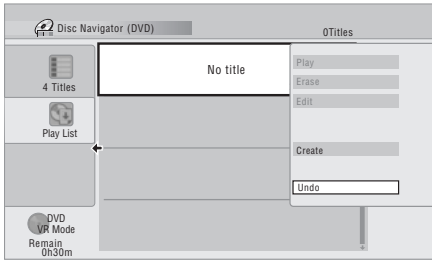 Disc Navigator (DVD)
0Titles
4 Titles
Play List
No title
Play
Erase
Edit
Create
Undo
DVD
VR Mode
Remain
0h30m